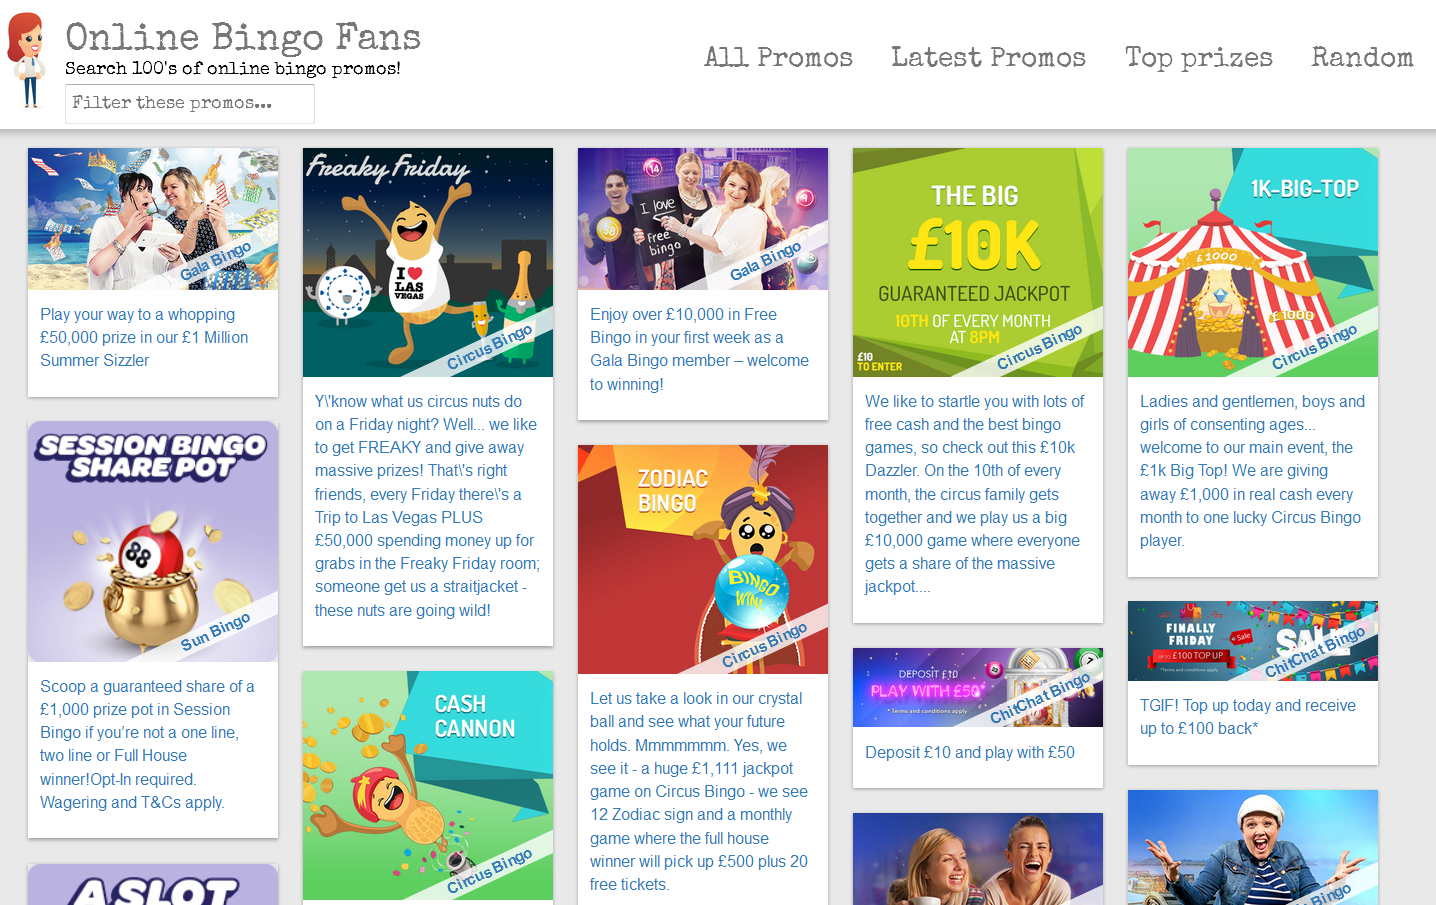 Online Bingo Fans
Search 100's of online bingo promos!
Filter these promos...
All Promos
Latest Promos
Top prizes
Random
Gala Bingo
Play your way to a whopping
£50,000 prize in our £1 Million
Summer Sizzler
SESSION BINGO
SHARE POT
88
Sun Bingo
Scoop a guaranteed share of a
£1,000 prize pot in Session
Bingo if you’re not a one line,
two line or Full House
winner!Opt-In required.
Wagering and T&Cs apply.
A SLOT
Freaky Friday
I ♥
LAS
VEGAS
Circus Bingo
Y\'know what us circus nuts do
on a Friday night? Well... we like
to get FREAKY and give away
massive prizes! That\'s right
friends, every Friday there\'s a
Trip to Las Vegas PLUS
£50,000 spending money up for
grabs in the Freaky Friday room;
someone get us a straitjacket -
these nuts are going wild!
CASH
CANNON
Circus Bingo
14
I love
Free
bingo
9
Gala Bingo
Enjoy over £10,000 in Free
Bingo in your first week as a
Gala Bingo member – welcome
to winning!
ZODIAC
BINGO
BINGO
WIN!
Circus Bingo
Let us take a look in our crystal
ball and see what your future
holds. Mmmmmmm. Yes, we
see it - a huge £1,111 jackpot
game on Circus Bingo - we see
12 Zodiac sign and a monthly
game where the full house
winner will pick up £500 plus 20
free tickets.
THE BIG
£10K
GUARANTEED JACKPOT
10TH OF EVERY MONTH
AT 8PM
£10
TO ENTER
Circus Bingo
We like to startle you with lots of
free cash and the best bingo
games, so check out this £10k
Dazzler. On the 10th of every
month, the circus family gets
together and we play us a big
£10,000 game where everyone
gets a share of the massive
jackpot....
DEPOSIT £10
PLAY WITH £50*
*Terms and conditions apply
7
ChitChat Bingo
Deposit £10 and play with £50
1K-BIG-TOP
£1000
£1000
Circus Bingo
Ladies and gentlemen, boys and
girls of consenting ages...
welcome to our main event, the
£1k Big Top! We are giving
away £1,000 in real cash every
month to one lucky Circus Bingo
player.
FINALLY
FRIDAY
UP TO £100 TOP UP
*Terms and conditions apply
Sale
SALE
ChitChat Bingo
TGIF! Top up today and receive
up to £100 back*
Bingo